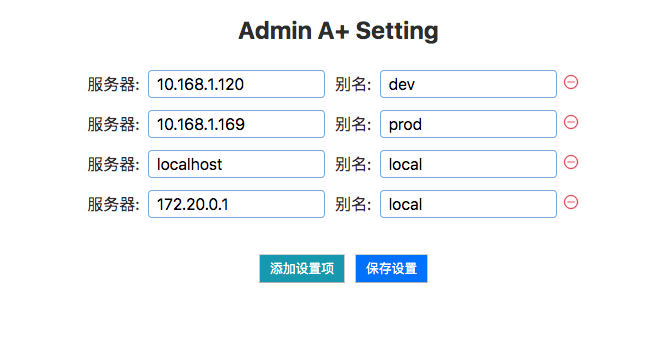 Admin A+ Setting
服务器: 10.168.1.120 别名: dev
服务器: 10.168.1.169 别名: prod
服务器: localhost 别名: local
服务器: 172.20.0.1 别名: local
添加设置项 保存设置